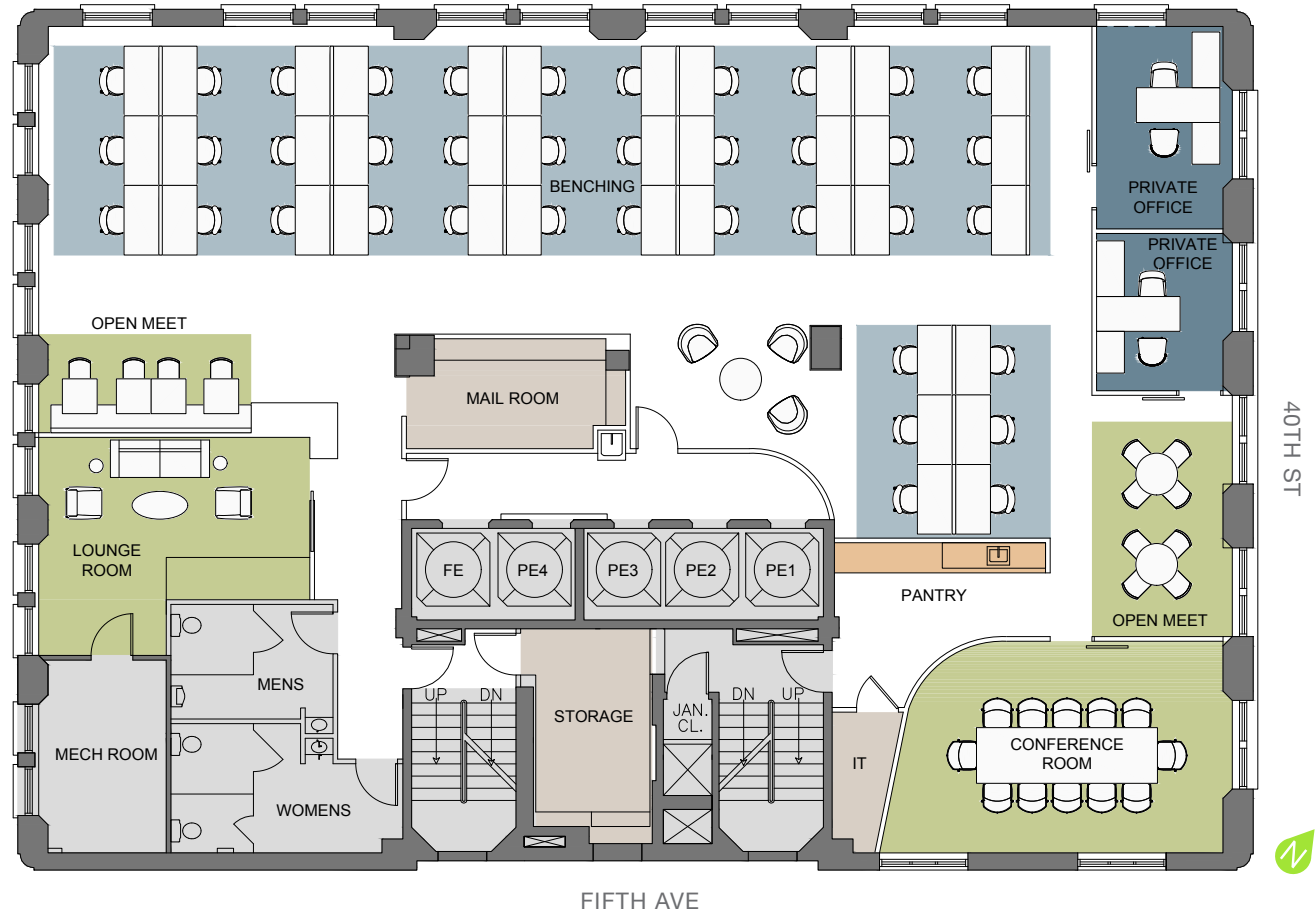 BENCHING
PRIVATE
OFFICE
PRIVATE
OFFICE
OPEN MEET
MAIL ROOM
40TH ST
LOUNGE
ROOM
FE
PE4
PE3
PE2
PE1
PANTRY
OPEN MEET
MENS
UP
DN
STORAGE
JAN.
CL.
DN
UP
MECH ROOM
WOMENS
IT
CONFERENCE
ROOM
N
FIFTH AVE